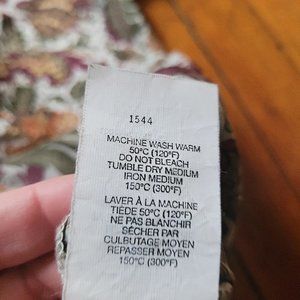 1544
MACHINE WASH WARM
50°C (120°F)
DO NOT BLEACH
TUMBLE DRY MEDIUM
IRON MEDIUM
150°C (300°F)
LAVER À LA MACHINE
TIÈDE 50°C (120°F)
NE PAS BLANCHIR
SÉCHER PAR
CULBUTAGE MOYEN
REPASSER MOYEN
150°C (300°F)